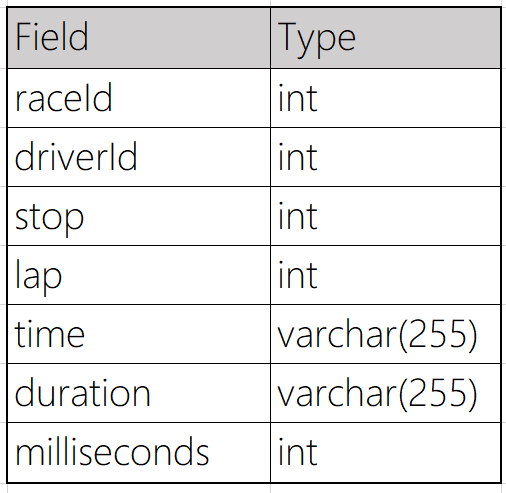 Field Type
raceId int
driverId int
stop int
lap int
time varchar(255)
duration varchar(255)
milliseconds int